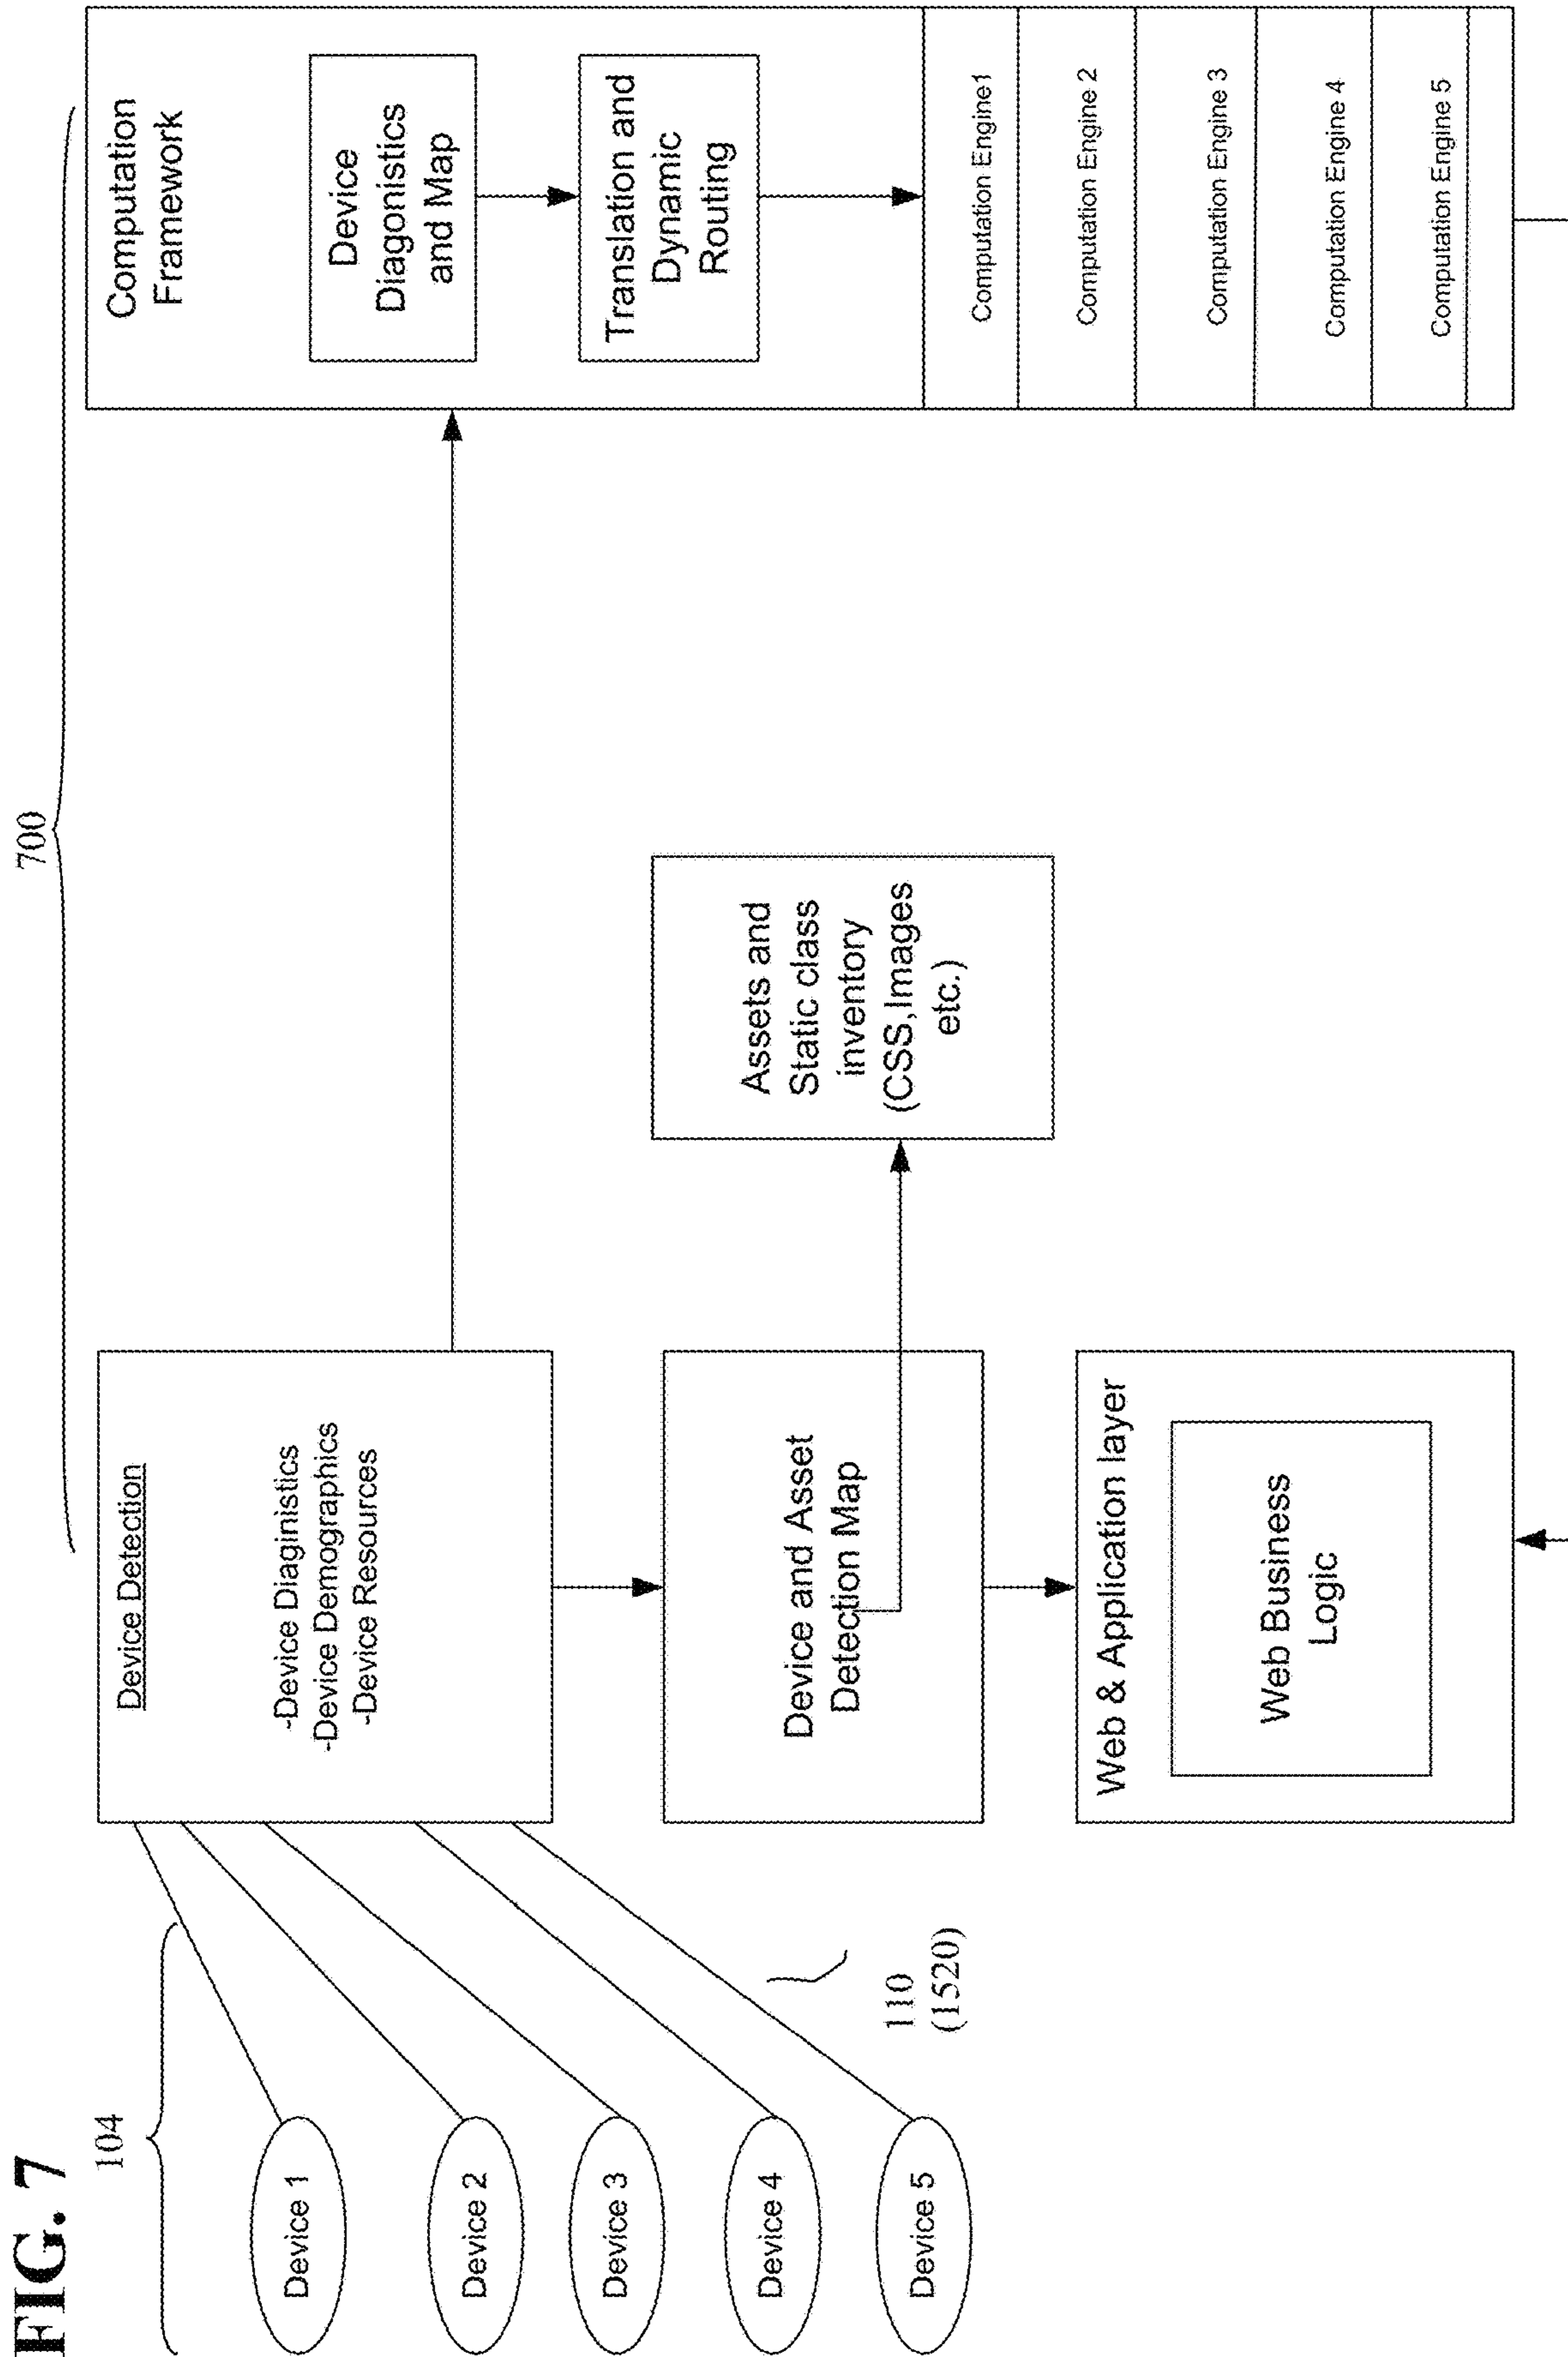 FIG. 7
104
700
Device 1
Device 2
Device 3
Device 4
Device 5
110
(1520)
Device Detection
-Device Diaginistics
-Device Demographics
-Device Resources
Device and Asset
Detection Map
Web & Application layer
Web Business
Logic
Assets and
Static class
inventory
(CSS,Images
etc.)
Computation
Framework
Device
Diagonistics
and Map
Translation and
Dynamic
Routing
Computation Engine1
Computation Engine 2
Computation Engine 3
Computation Engine 4
Computation Engine 5